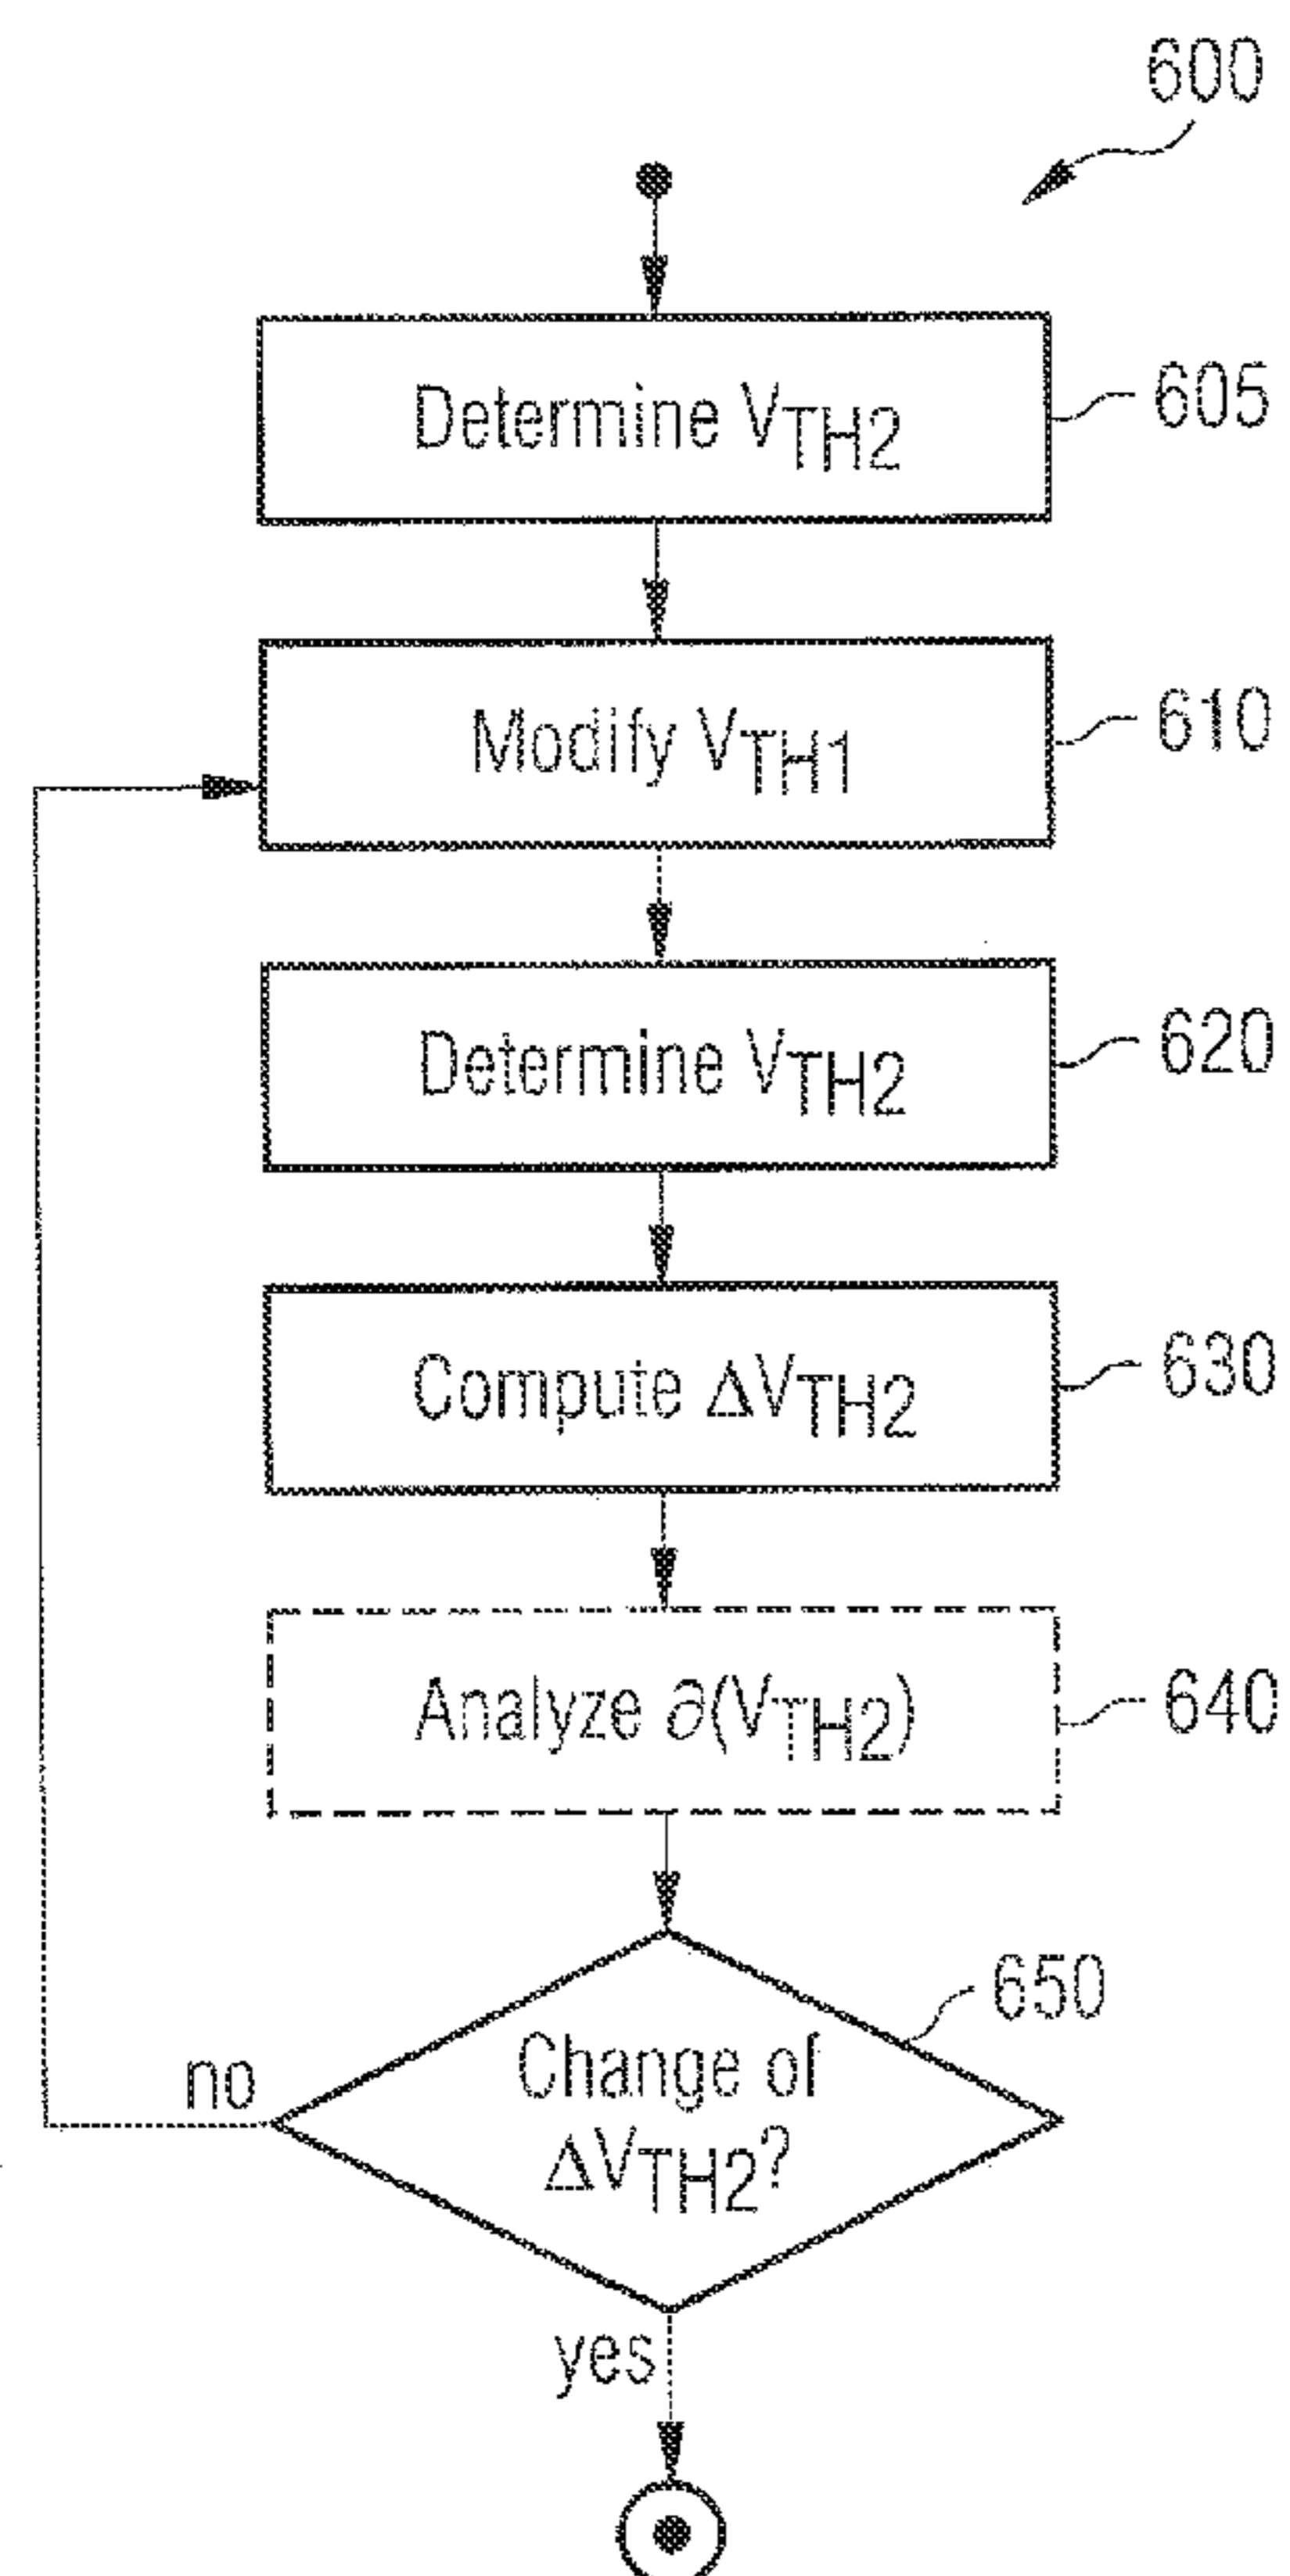 600
Determine VTH2
605
Modify VTH1
610
Determine VTH2
620
Compute ΔVTH2
630
Analyze ∂(VTH2)
640
650
Change of
ΔVTH2?
no
yes